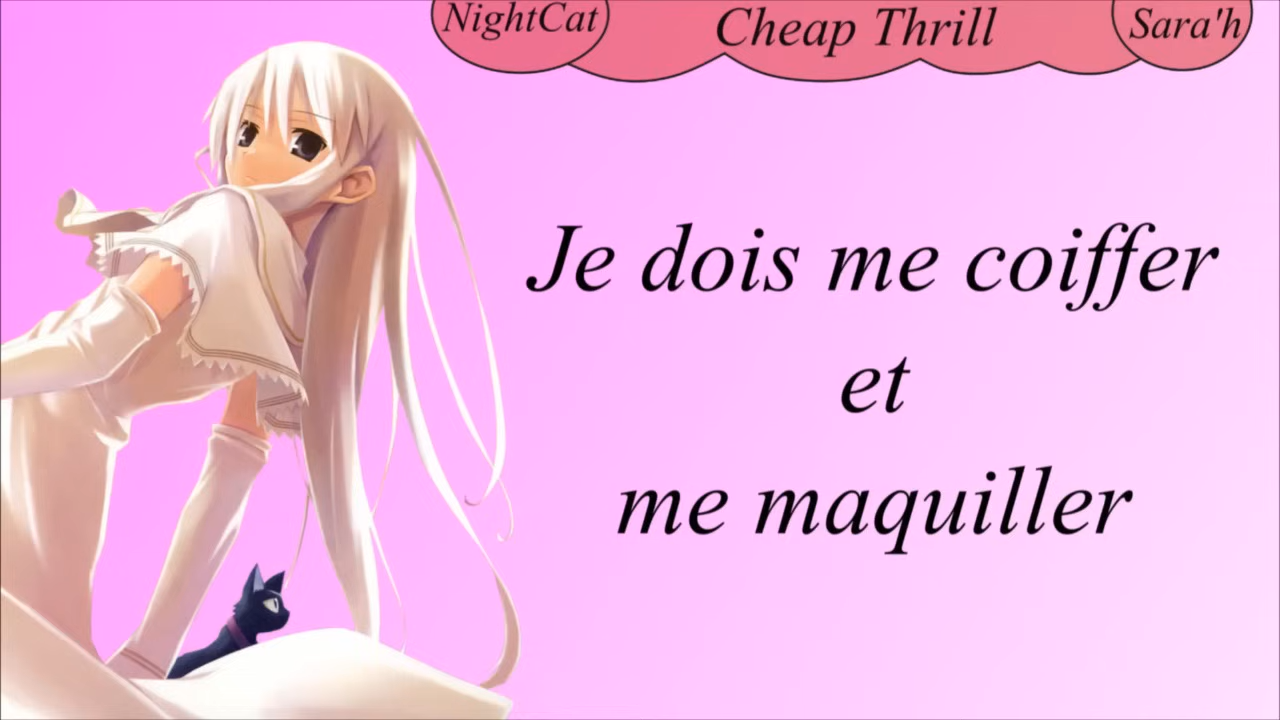 NightCat
Cheap Thrill
Sara'h
Je dois me coiffer
et
me maquiller